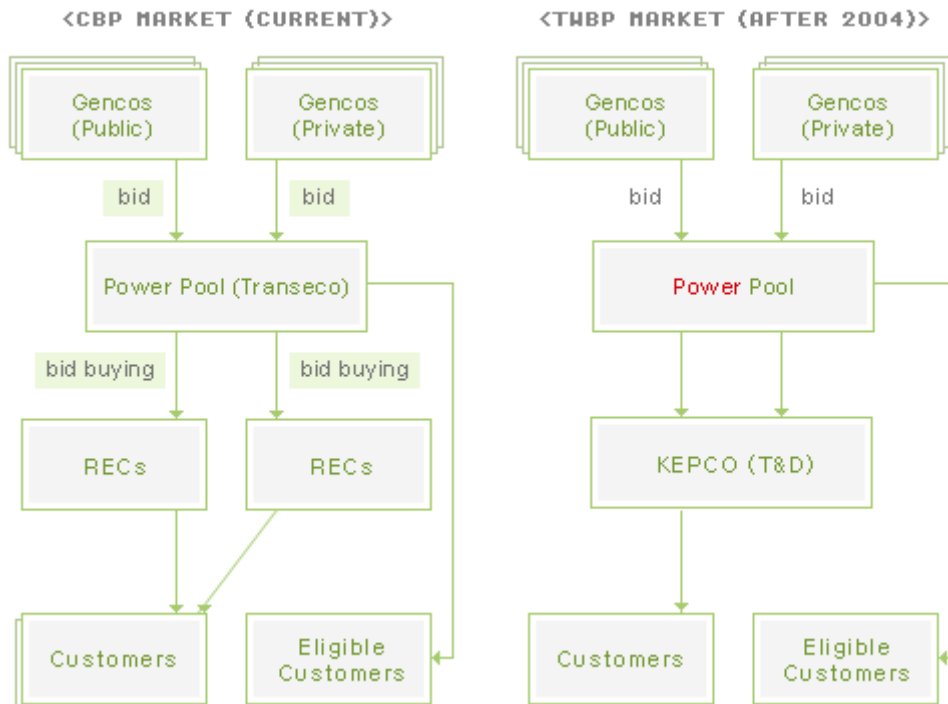 <CBP MARKET (CURRENT)>
Gencos
(Public)
Gencos
(Private)
bid
bid
Power Pool (Transeco)
bid buying
bid buying
RECs
RECs
Customers
Eligible
Customers
<TWBP MARKET (AFTER 2004)>
Gencos
(Public)
Gencos
(Private)
bid
bid
Power Pool
KEPCO (T&D)
Customers
Eligible
Customers